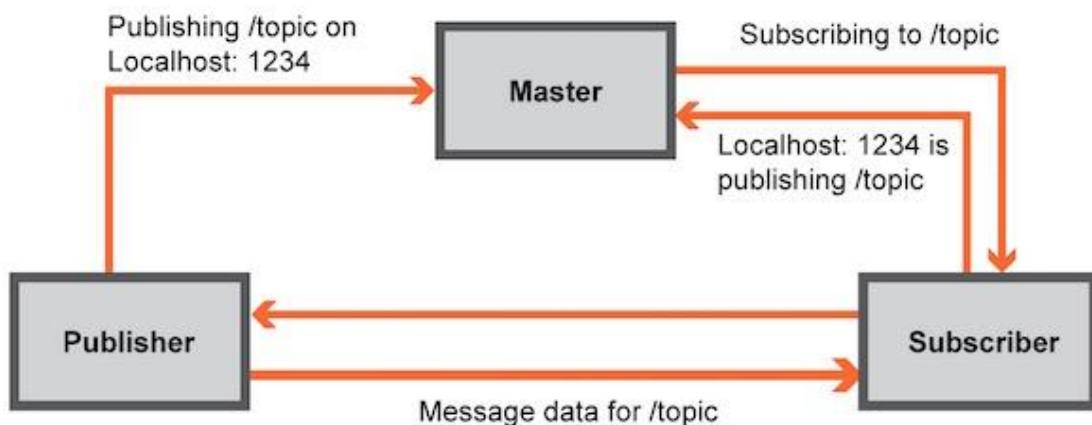 Publishing /topic on
Localhost: 1234
Master
Subscribing to /topic
Localhost: 1234 is
publishing /topic
Publisher
Subscriber
Message data for /topic